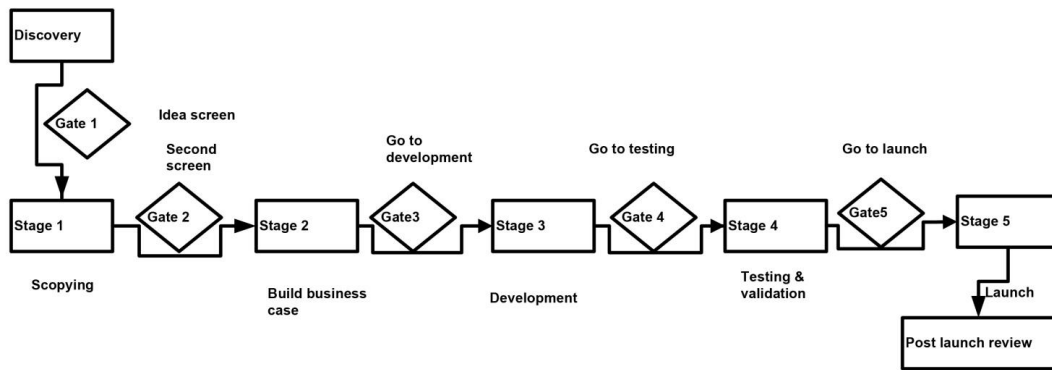 Discovery
Gate 1
Idea screen
Second
screen
Go to
development
Go to testing
Go to launch
Stage 1
Gate 2
Stage 2
Gate3
Stage 3
Gate 4
Stage 4
Gate5
Stage 5
Scopying
Build business
case
Development
Testing &
validation
Launch
Post launch review